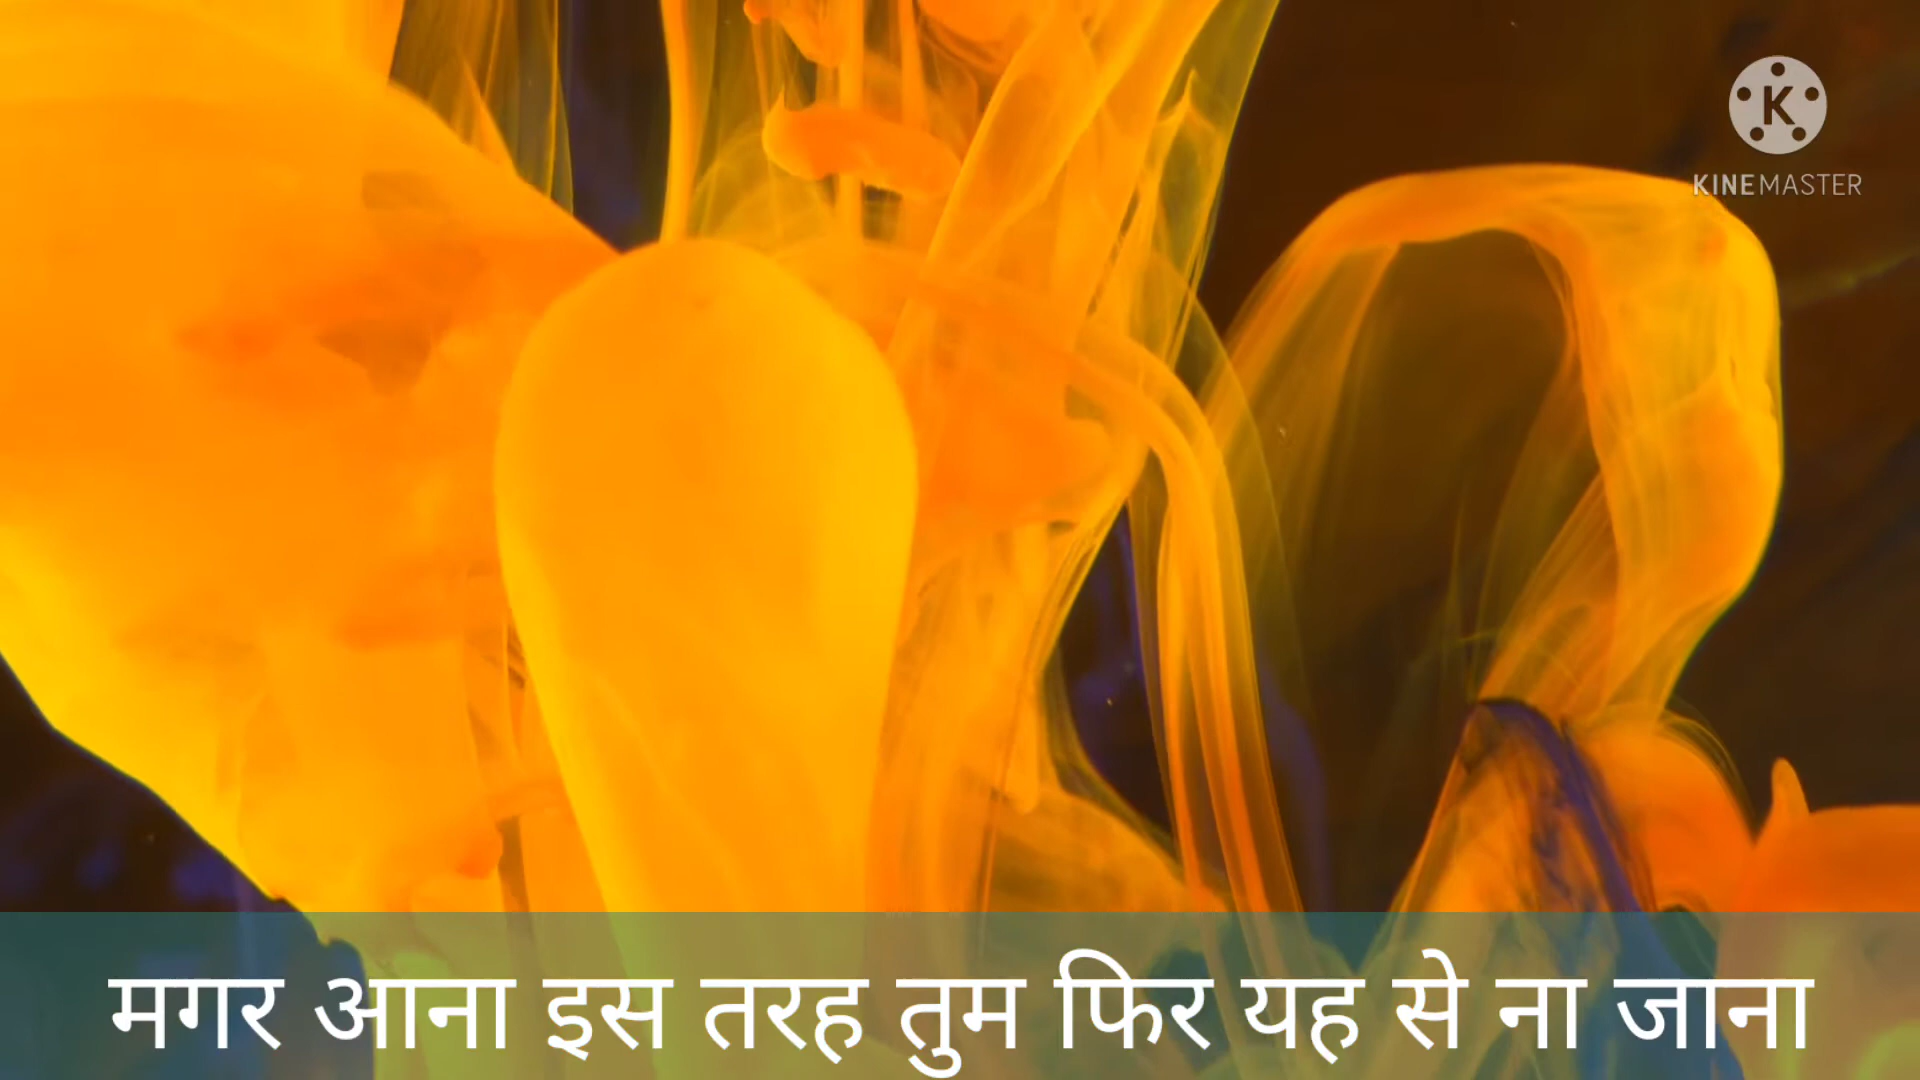 K
KINEMASTER
मगर आना इस तरह तुम फिर यह से ना जाना